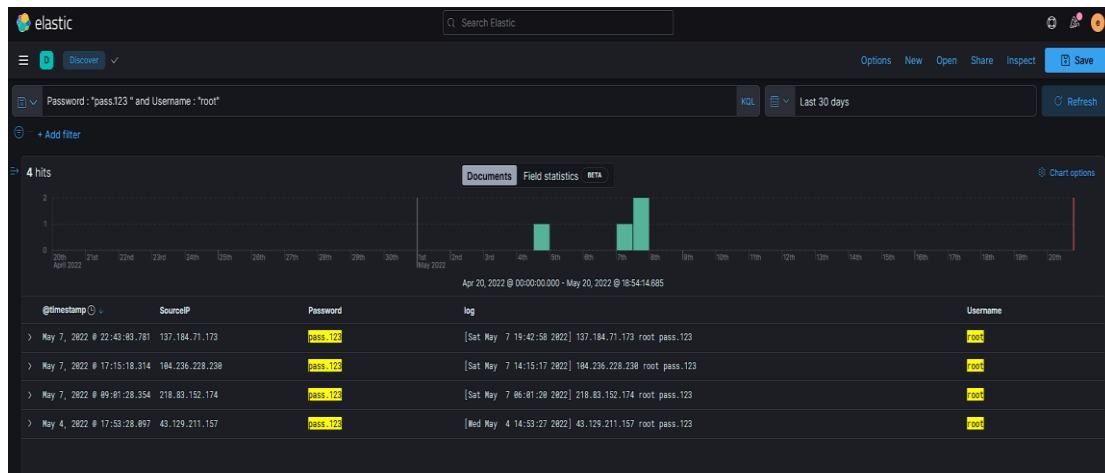 elastic
Search Elastic
e
D Discover
Options New Open Share Inspect Save
Password : "pass.123 " and Username : "root" KQL Last 30 days Refresh
+ Add filter
4 hits Documents Field statistics BETA Chart options
2
1
0
20th 21st 22nd 23rd 24th 25th 26th 27th 28th 29th 30th 1st 2nd 3rd 4th 5th 6th 7th 8th 9th 10th 11th 12th 13th 14th 15th 16th 17th 18th 19th 20th
April 2022 May 2022
Apr 20, 2022 @ 00:00:00.000 - May 20, 2022 @ 18:54:14.685
@timestamp SourceIP Password log Username
May 7, 2022 @ 22:43:03.781 137.184.71.173 pass.123 [Sat May 7 19:42:58 2022] 137.184.71.173 root pass.123 root
May 7, 2022 @ 17:15:18.314 104.236.228.230 pass.123 [Sat May 7 14:15:17 2022] 104.236.228.230 root pass.123 root
May 7, 2022 @ 09:01:28.354 218.83.152.174 pass.123 [Sat May 7 06:01:20 2022] 218.83.152.174 root pass.123 root
May 4, 2022 @ 17:53:28.097 43.129.211.157 pass.123 [Wed May 4 14:53:27 2022] 43.129.211.157 root pass.123 root